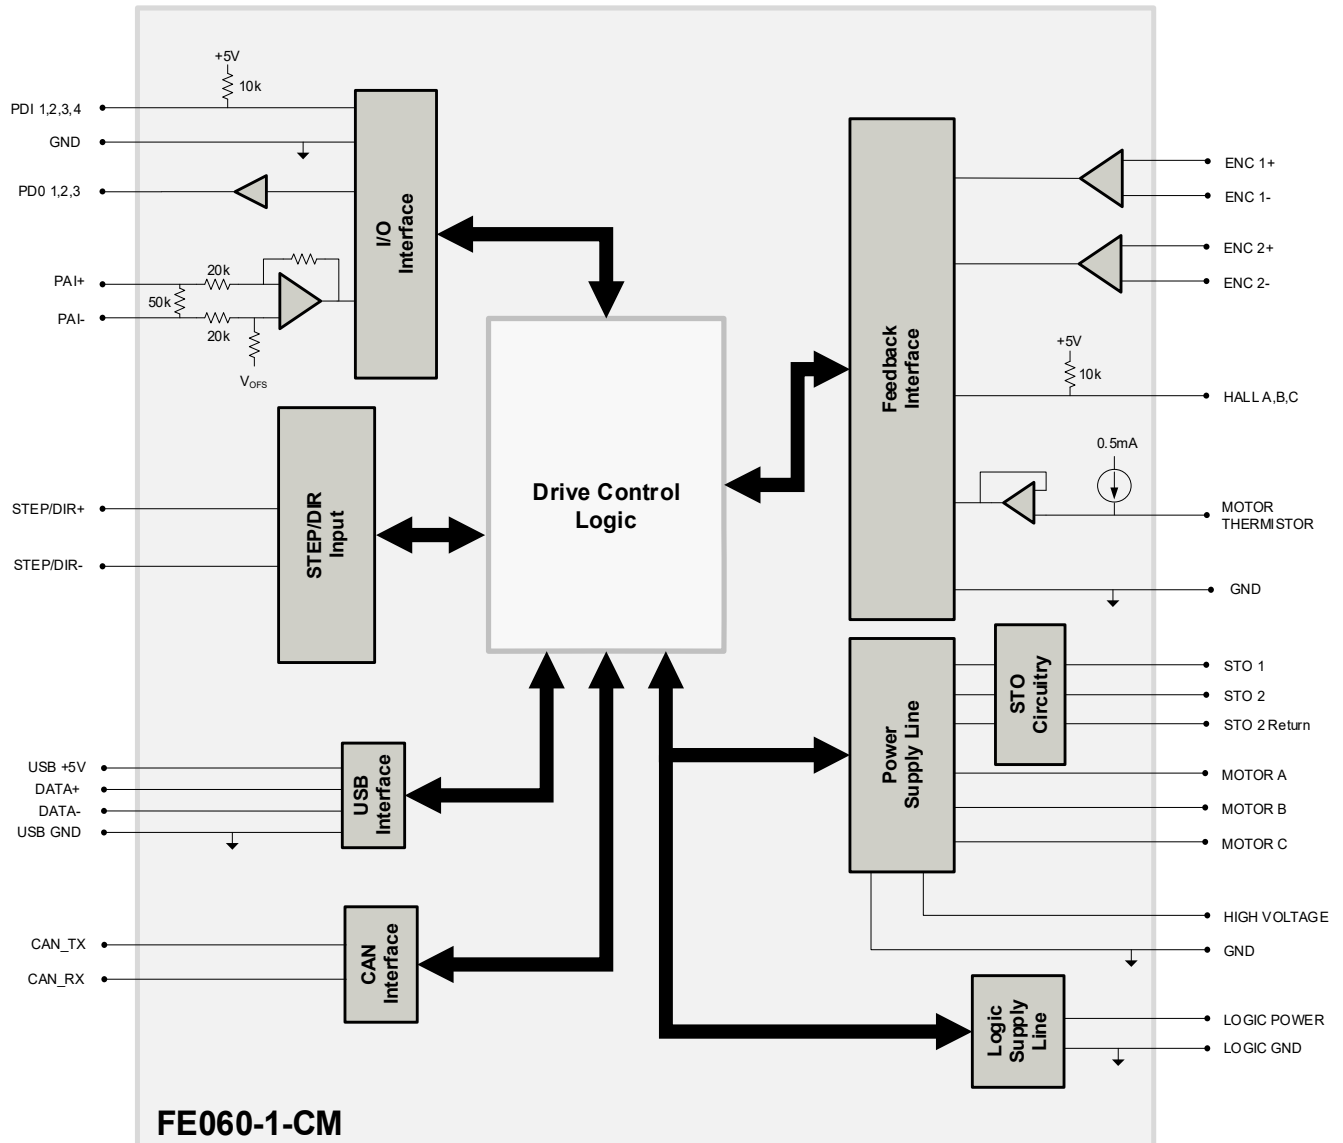 +5V
10k
PDI 1,2,3,4
GND
PD0 1,2,3
I/O
Interface
PAI+
20k
50k
PAI-
20k
VOFS
STEP/DIR+
STEP/DIR-
STEP/DIR
Input
Drive Control
Logic
USB +5V
DATA+
DATA-
USB GND
USB
Interface
CAN_TX
CAN_RX
CAN
Interface
Feedback
Interface
ENC 1+
ENC 1-
ENC 2+
ENC 2-
+5V
10k
HALL A,B,C
0.5mA
MOTOR
THERMISTOR
GND
Power
Supply Line
STO
Circuitry
STO 1
STO 2
STO 2 Return
MOTOR A
MOTOR B
MOTOR C
HIGH VOLTAGE
GND
Logic
Supply
Line
LOGIC POWER
LOGIC GND
FE060-1-CM